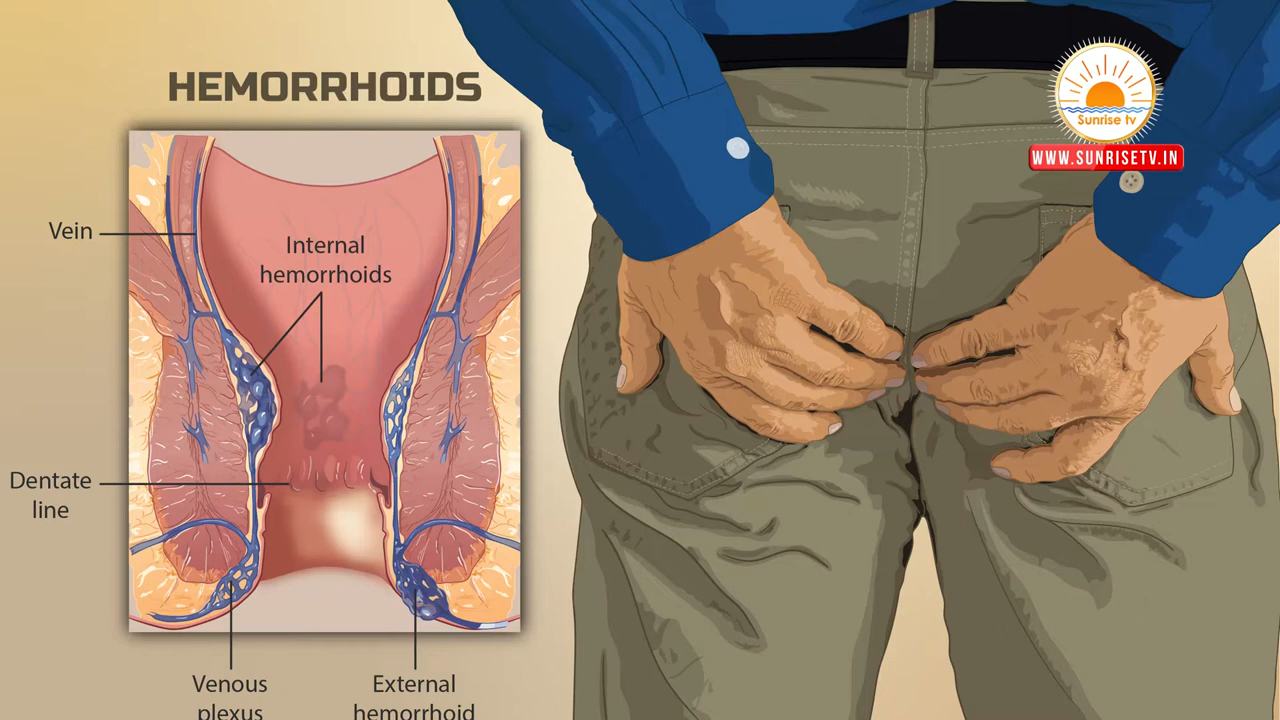 HEMORRHOIDS
Vein
Internal
hemorrhoids
Dentate
line
Venous
plexus
External
hemorrhoid
Sunrise tv
WWW.SUNRISETV.IN